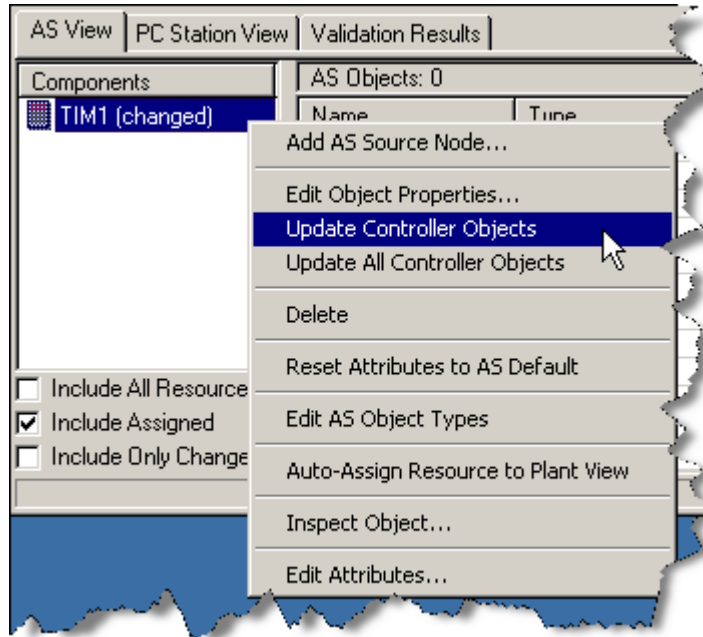 AS View PC Station View Validation Results
Components AS Objects: 0
TIM1 (changed) Name Type
Add AS Source Node...
Edit Object Properties...
Update Controller Objects
Update All Controller Objects
Delete
Reset Attributes to AS Default
Include All Resource
Include Assigned
Edit AS Object Types
Include Only Change
Auto-Assign Resource to Plant View
Inspect Object...
Edit Attributes...